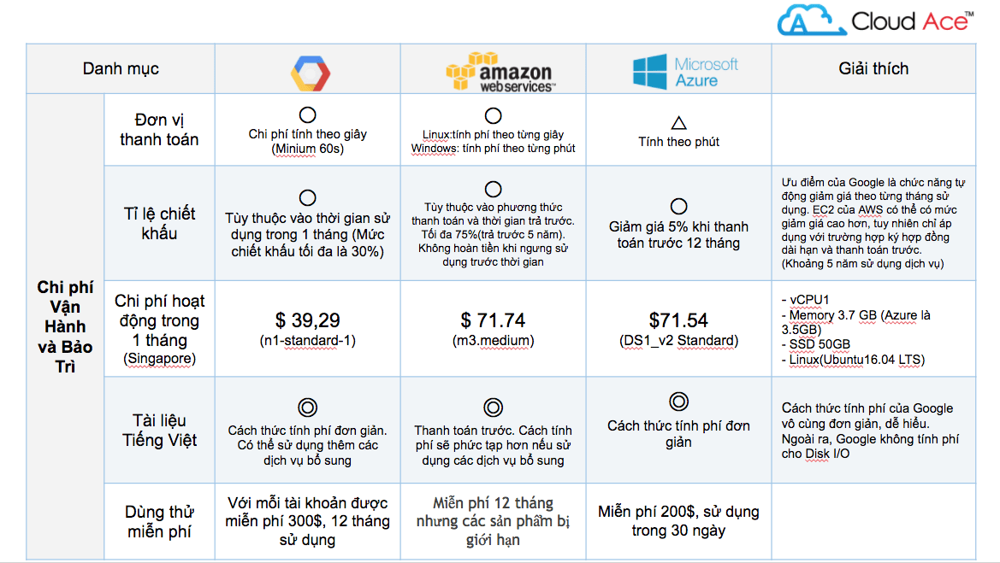 Cloud Ace™
Danh mục
amazon
webservices™
Microsoft
Azure
Giải thích
Chi phí
Vận
Hành
và Bảo
Trì
Đơn vị
thanh toán
Chi phí tính theo giây
(Minium 60s)
Linux:tính phí theo từng giây
Windows: tính phí theo từng phút
Tính theo phút
Tỉ lệ chiết
khấu
Tùy thuộc vào thời gian sử
dụng trong 1 tháng (Mức
chiết khấu tối đa là 30%)
Tùy thuộc vào phương thức
thanh toán và thời gian trả trước.
Tối đa 75%(trả trước 5 năm).
Không hoàn tiền khi ngưng sử
dụng trước thời gian
Giảm giá 5% khi thanh
toán trước 12 tháng
Ưu điểm của Google là chức năng tự
động giảm giá theo từng tháng sử
dụng. EC2 của AWS có thể có mức
giảm giá cao hơn, tuy nhiên chỉ áp
dụng với trường hợp ký hợp đồng
dài hạn và thanh toán trước.
(Khoảng 5 năm sử dụng dịch vụ)
Chi phí hoạt
động trong
1 tháng
(Singapore)
$ 39,29
(n1-standard-1)
$ 71.74
(m3.medium)
$71.54
(DS1_v2 Standard)
- vCPU1
- Memory 3.7 GB (Azure là
3.5GB)
- SSD 50GB
- Linux(Ubuntu16.04 LTS)
Tài liệu
Tiếng Việt
Cách thức tính phí đơn giản.
Có thể sử dụng thêm các
dịch vụ bổ sung
Thanh toán trước. Cách tính
phí sẽ phức tạp hơn nếu sử
dụng các dịch vụ bổ sung
Cách thức tính phí đơn
giản
Cách thức tính phí của Google
vô cùng đơn giản, dễ hiểu.
Ngoài ra, Google không tính phí
cho Disk I/O
Dùng thử
miễn phí
Với mỗi tài khoản được
miễn phí 300$, 12 tháng
sử dụng
Miễn phí 12 tháng
nhưng các sản phẩm bị
giới hạn
Miễn phí 200$, sử dụng
trong 30 ngày